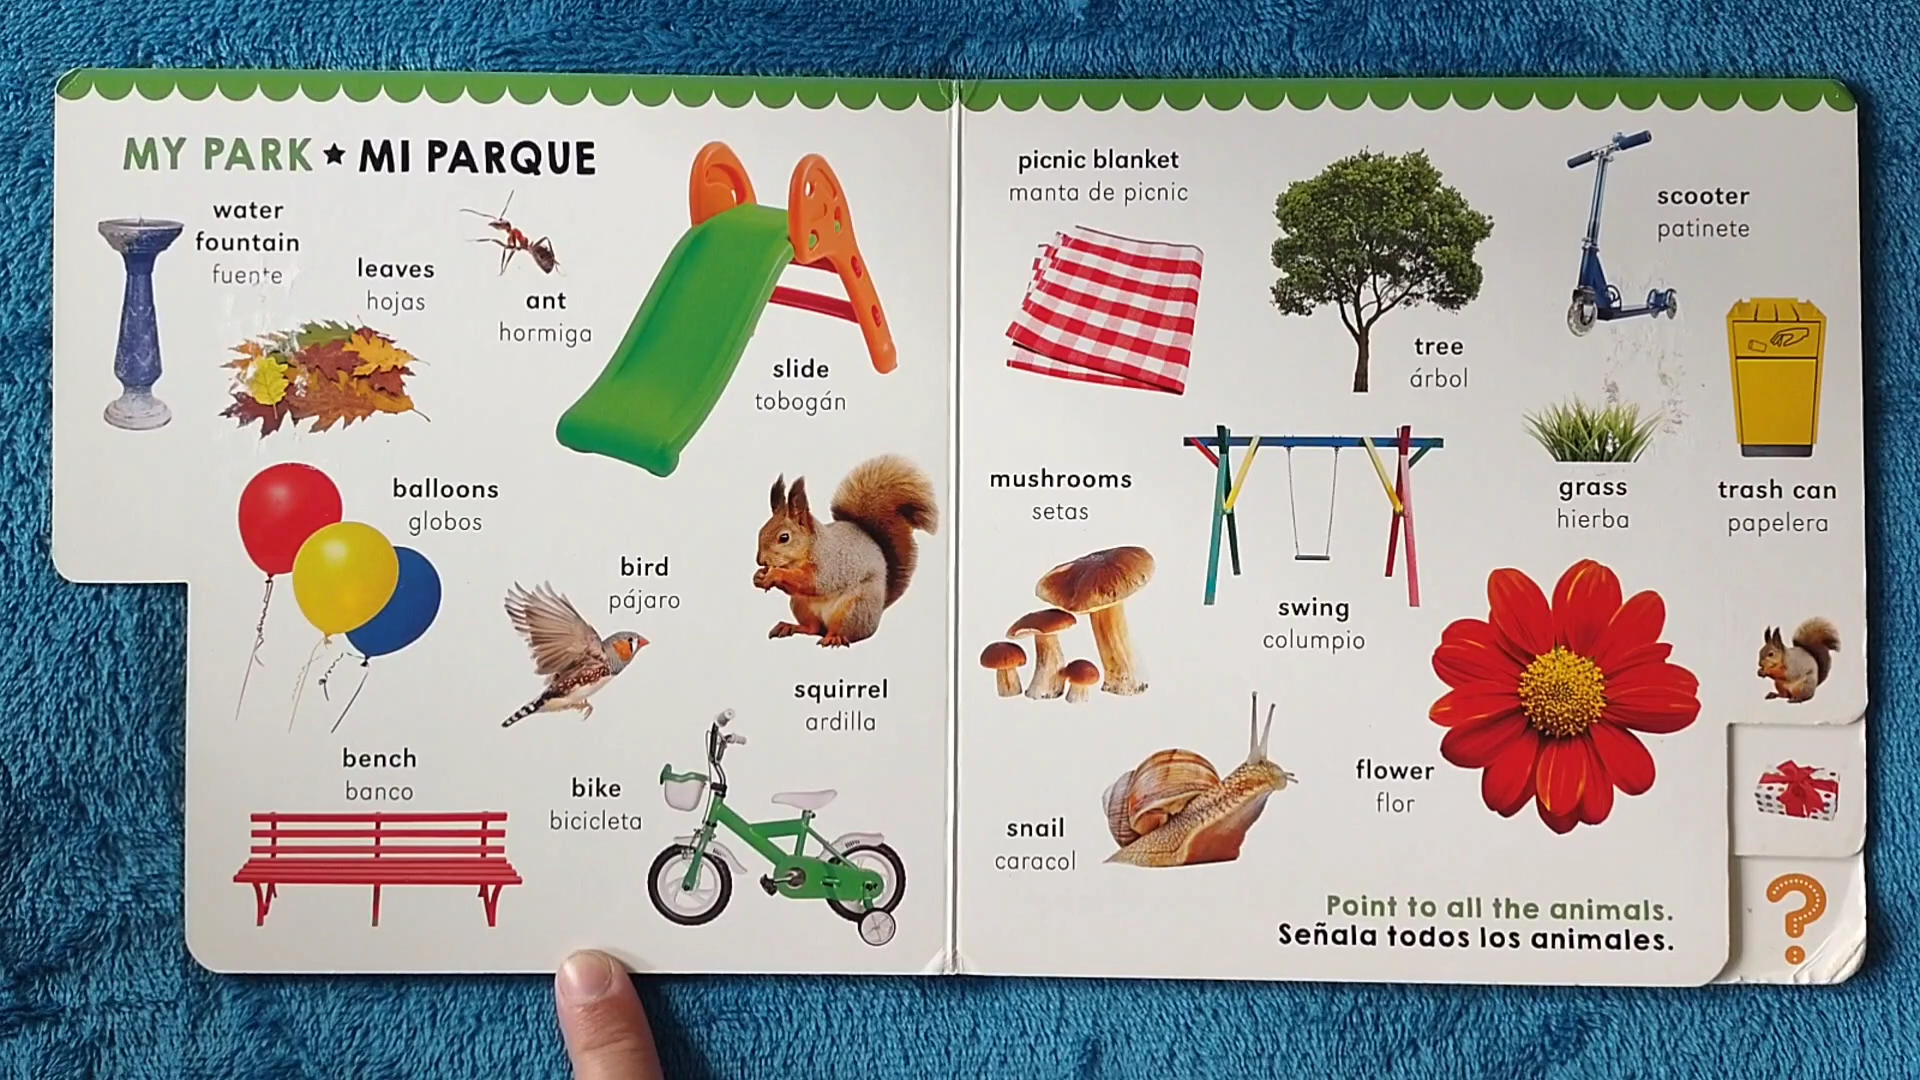 MY PARK ★ MI PARQUE
water
fountain
fuente
leaves
hojas
ant
hormiga
slide
tobogán
balloons
globos
bird
pájaro
squirrel
ardilla
bench
banco
bike
bicicleta
picnic blanket
manta de picnic
tree
árbol
scooter
patinete
mushrooms
setas
swing
columpio
grass
hierba
trash can
papelera
snail
caracol
flower
flor
Point to all the animals.
Señala todos los animales.
?